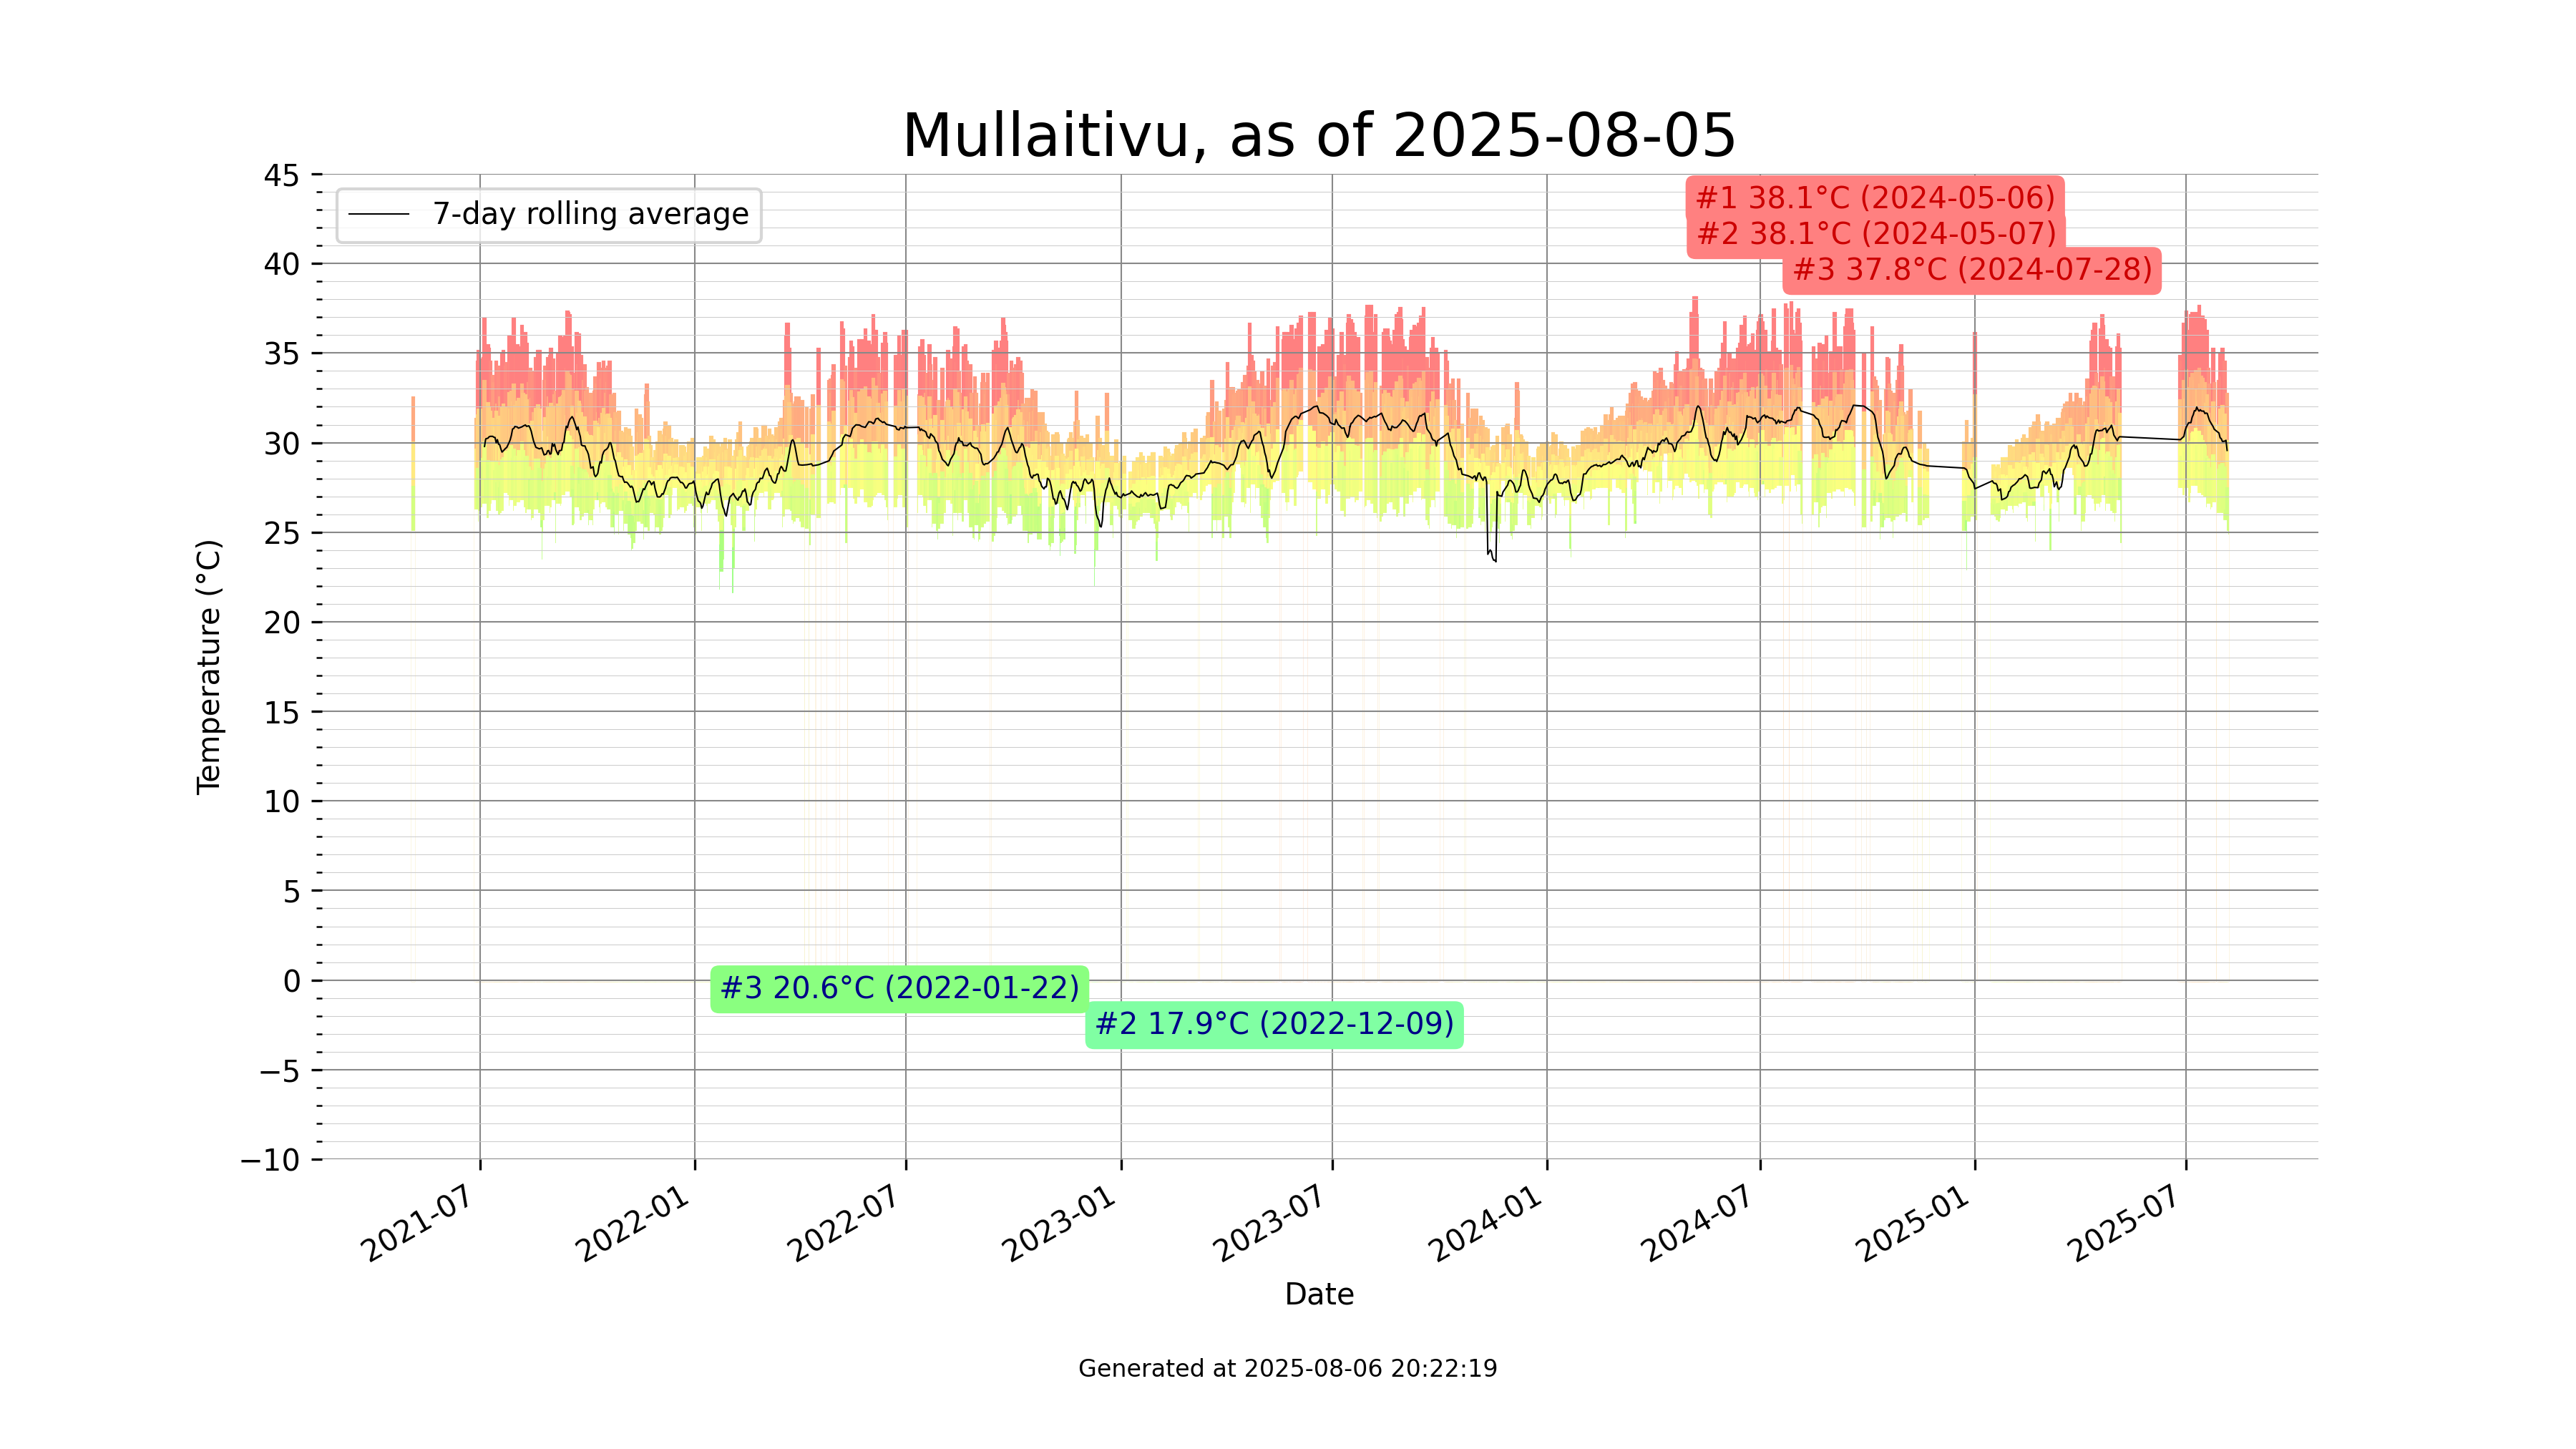 Mullaitivu, as of 2025-08-05
7-day rolling average
#1 38.1°C (2024-05-06)
#2 38.1°C (2024-05-07)
#3 37.8°C (2024-07-28)
#3 20.6°C (2022-01-22)
#2 17.9°C (2022-12-09)
Temperature (°C)
45
40
35
30
25
20
15
10
5
0
−5
−10
2021-07
2022-01
2022-07
2023-01
2023-07
2024-01
2024-07
2025-01
2025-07
Date
Generated at 2025-08-06 20:22:19